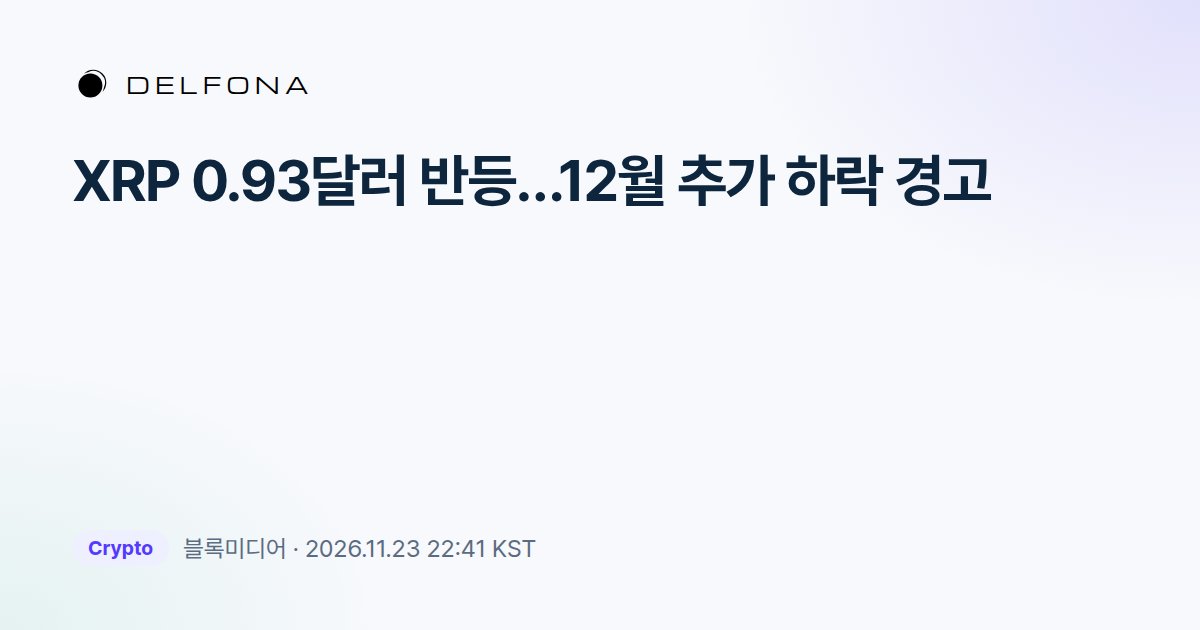 DELFONA
XRP 0.93달러 반등...12월 추가 하락 경고
Crypto 블록미디어 · 2026.11.23 22:41 KST